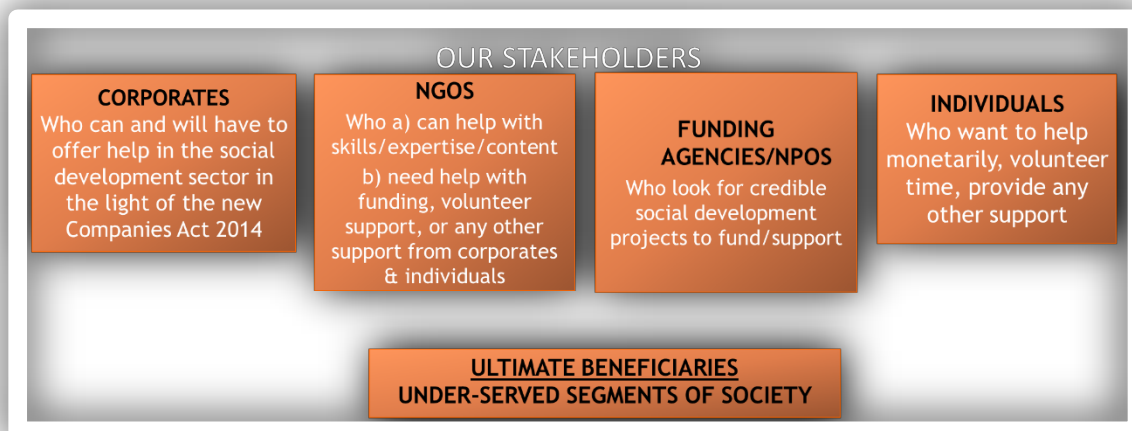 OUR STAKEHOLDERS
CORPORATES
Who can and will have to
offer help in the social
development sector in
the light of the new
Companies Act 2014
NGOS
Who a) can help with
skills/expertise/content
b) need help with
funding, volunteer
support, or any other
support from corporates
& individuals
FUNDING
AGENCIES/NPOS
Who look for credible
social development
projects to fund/support
INDIVIDUALS
Who want to help
monetarily, volunteer
time, provide any
other support
ULTIMATE BENEFICIARIES
UNDER-SERVED SEGMENTS OF SOCIETY